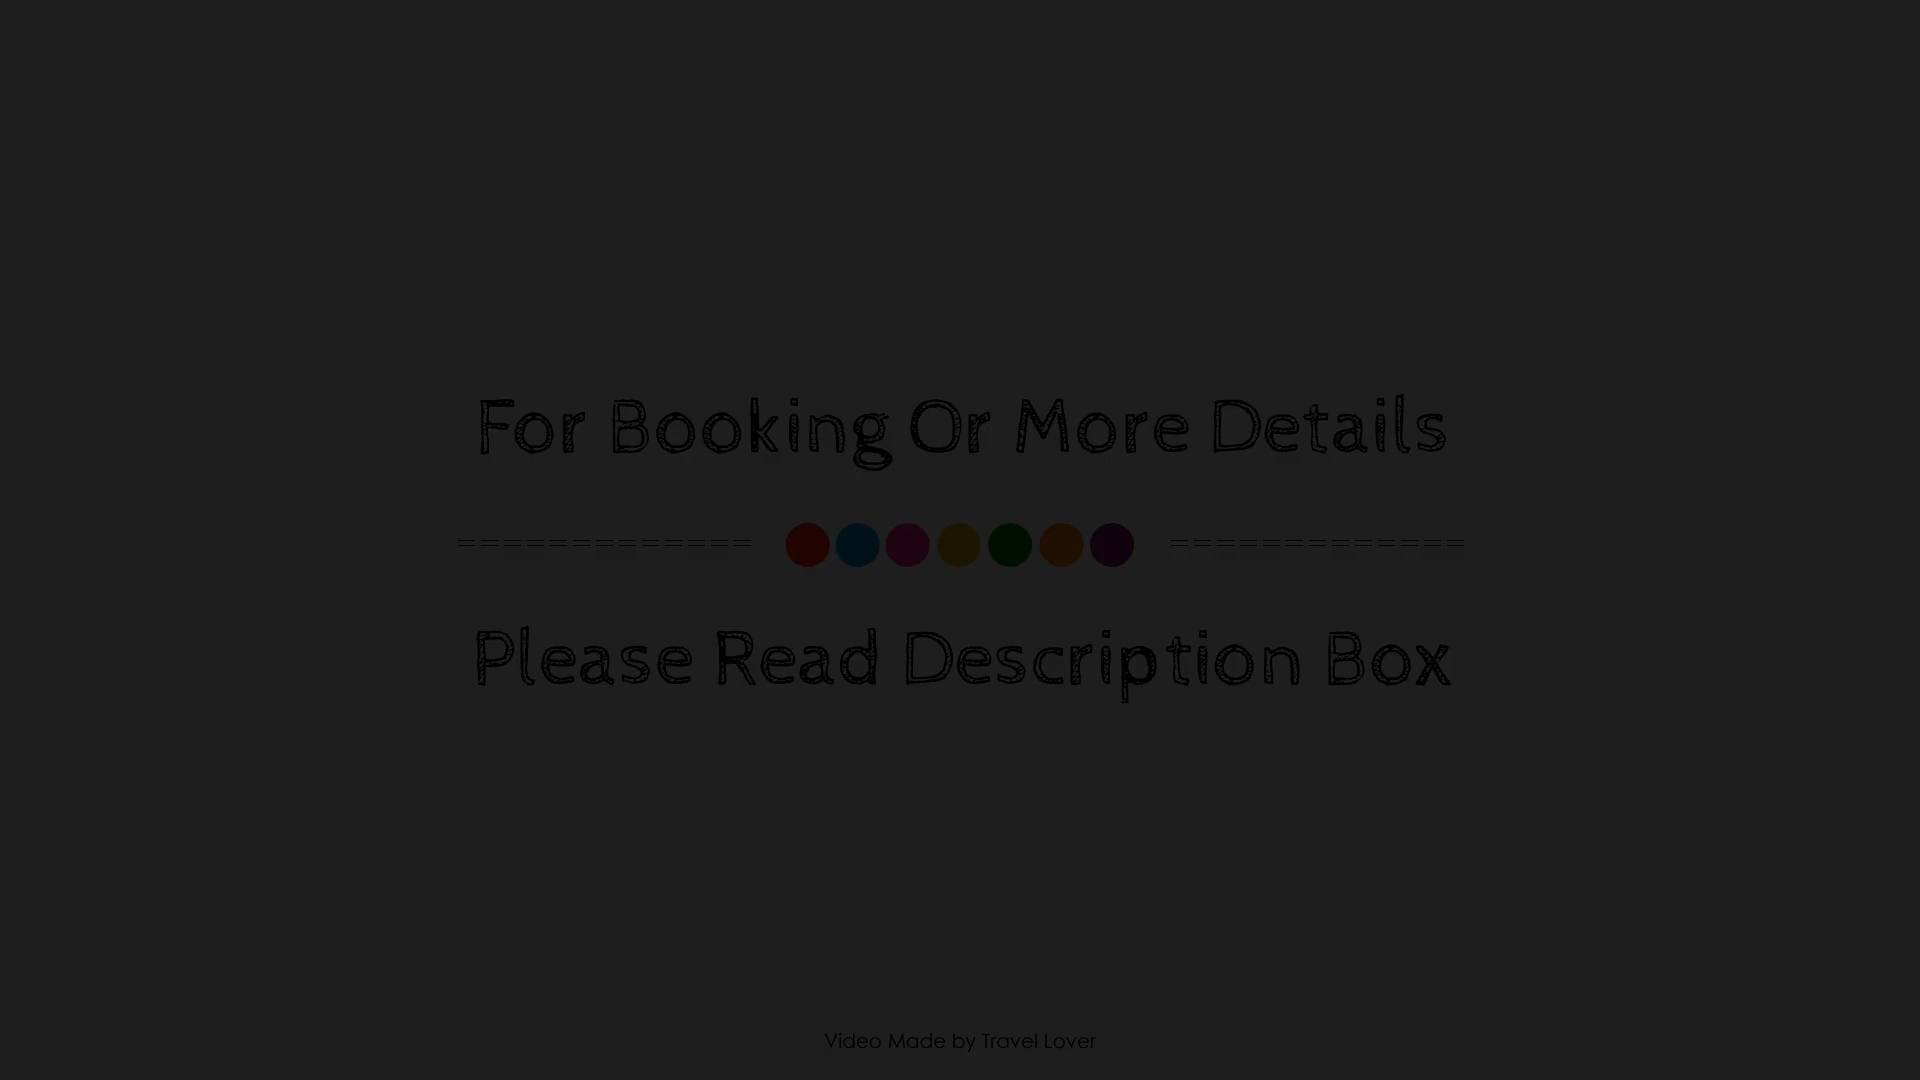 For Booking Or More Details
============= =============
Please Read Description Box
Video Made by Travel Lover